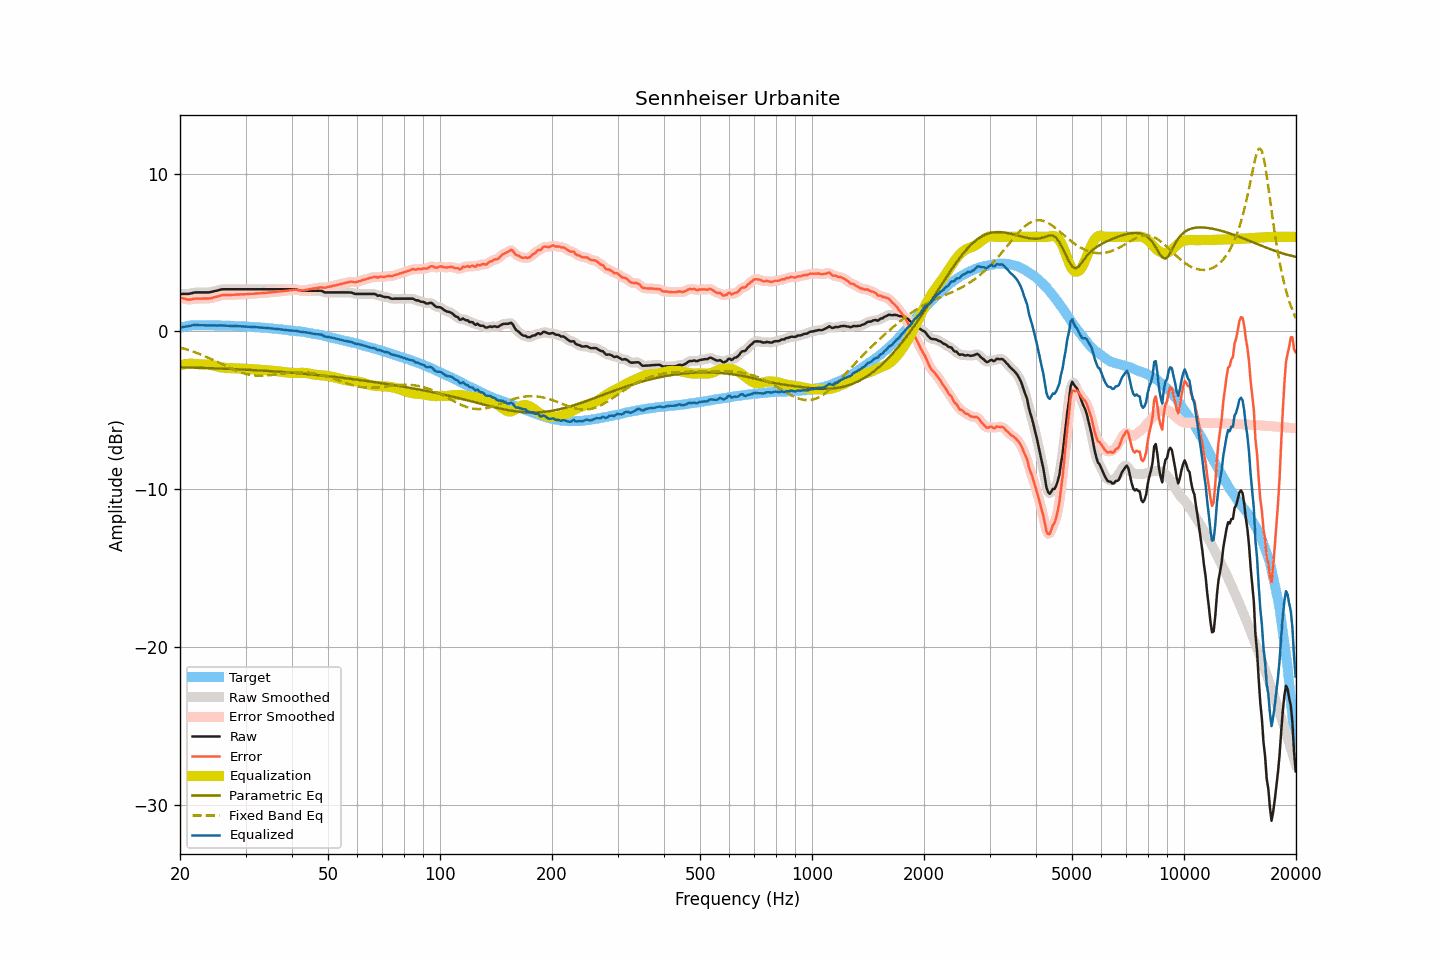 Sennheiser Urbanite
Amplitude (dBr)
10
0
−10
−20
−30
Target
Raw Smoothed
Error Smoothed
Raw
Error
Equalization
Parametric Eq
Fixed Band Eq
Equalized
20 50 100 200 500 1000 2000 5000 10000 20000
Frequency (Hz)